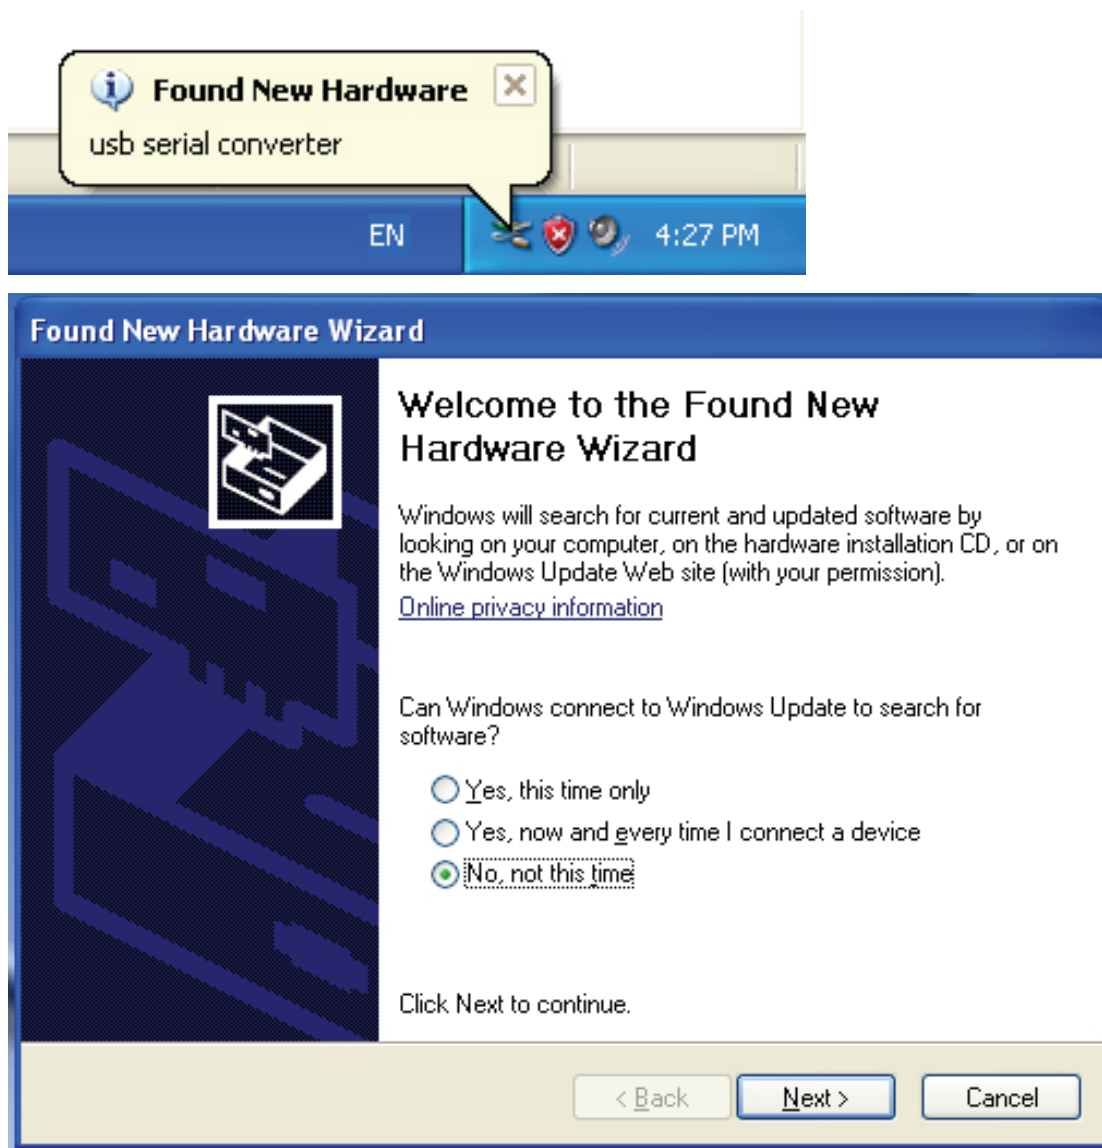 Found New Hardware
usb serial converter
EN
4:27 PM
Found New Hardware Wizard
Welcome to the Found New
Hardware Wizard
Windows will search for current and updated software by
looking on your computer, on the hardware installation CD, or on
the Windows Update Web site (with your permission).
Online privacy information
Can Windows connect to Windows Update to search for
software?
Yes, this time only
Yes, now and every time I connect a device
No, not this time
Click Next to continue.
< Back
Next >
Cancel